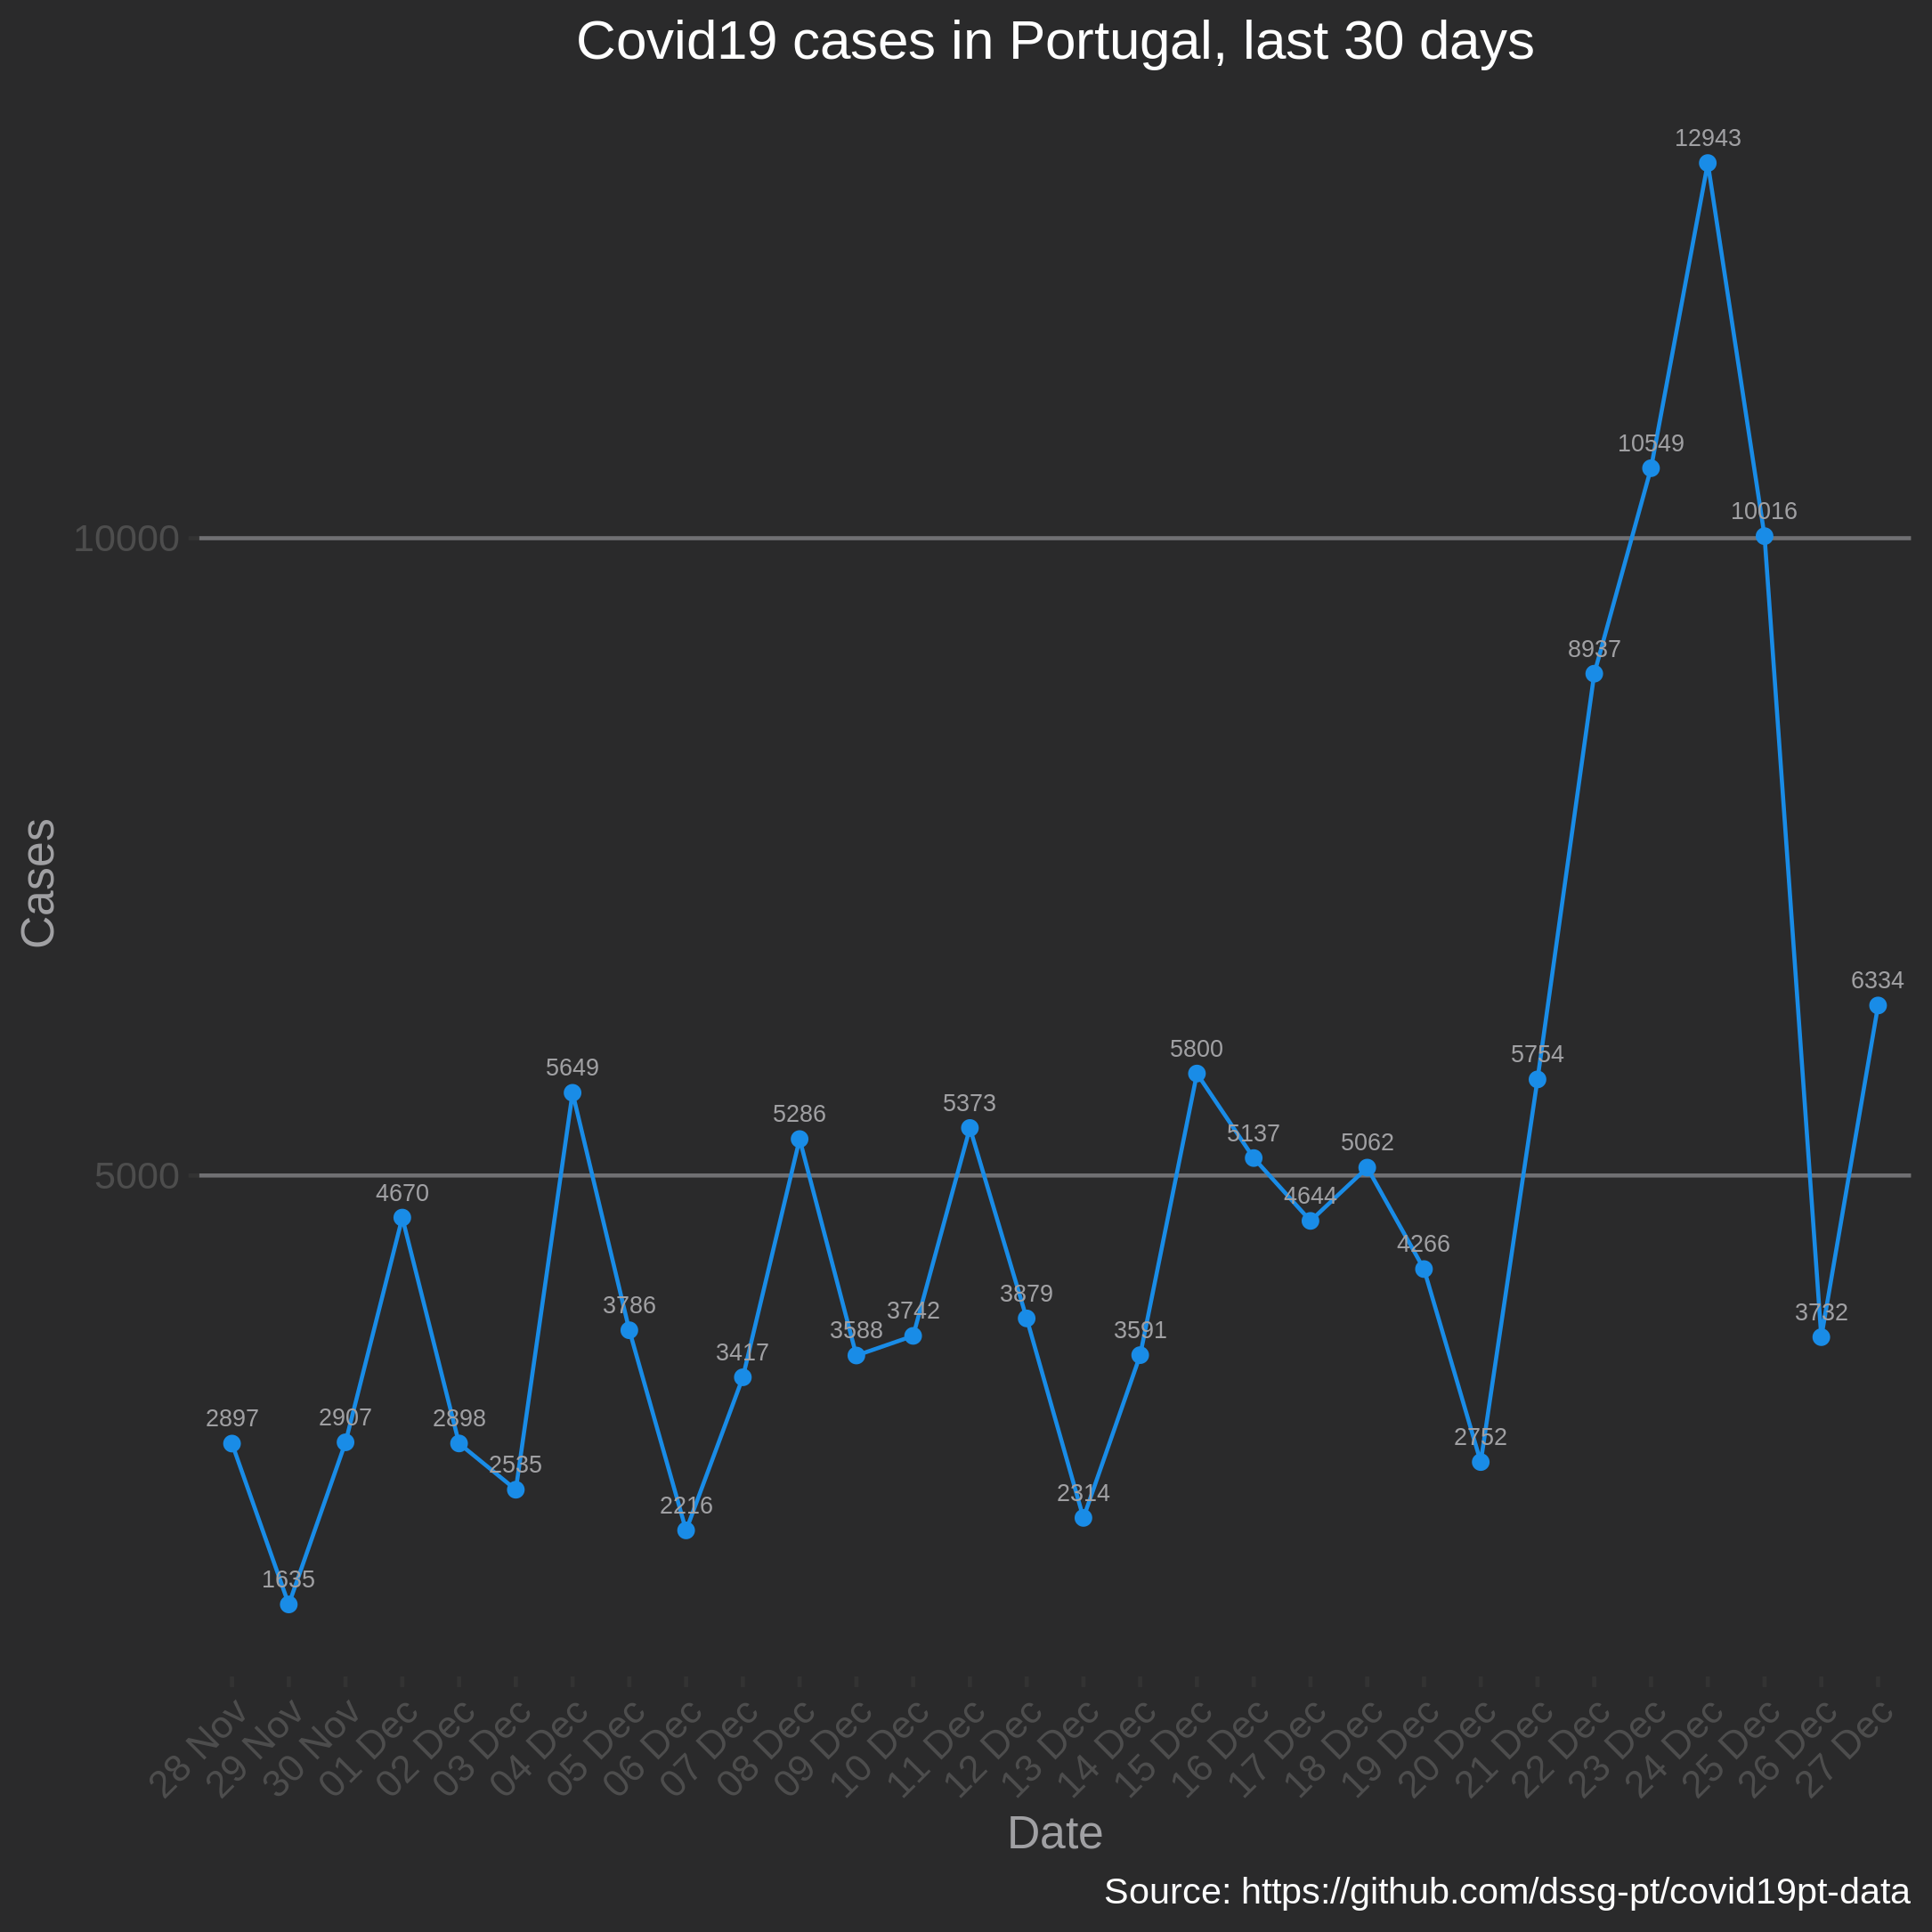 Covid19 cases in Portugal, last 30 days
12943
10549
10016
10000
8937
6334
5649
5800
5754
5286
5373
5137
5062
5000
4670
4644
4266
3786
3879
3742
3732
3417
3588
3591
2897
2907
2898
2752
2535
2216
2314
1635
Cases
28 Nov
29 Nov
30 Nov
01 Dec
02 Dec
03 Dec
04 Dec
05 Dec
06 Dec
07 Dec
08 Dec
09 Dec
10 Dec
11 Dec
12 Dec
13 Dec
14 Dec
15 Dec
16 Dec
17 Dec
18 Dec
19 Dec
20 Dec
21 Dec
22 Dec
23 Dec
24 Dec
25 Dec
26 Dec
27 Dec
Date
Source: https://github.com/dssg-pt/covid19pt-data